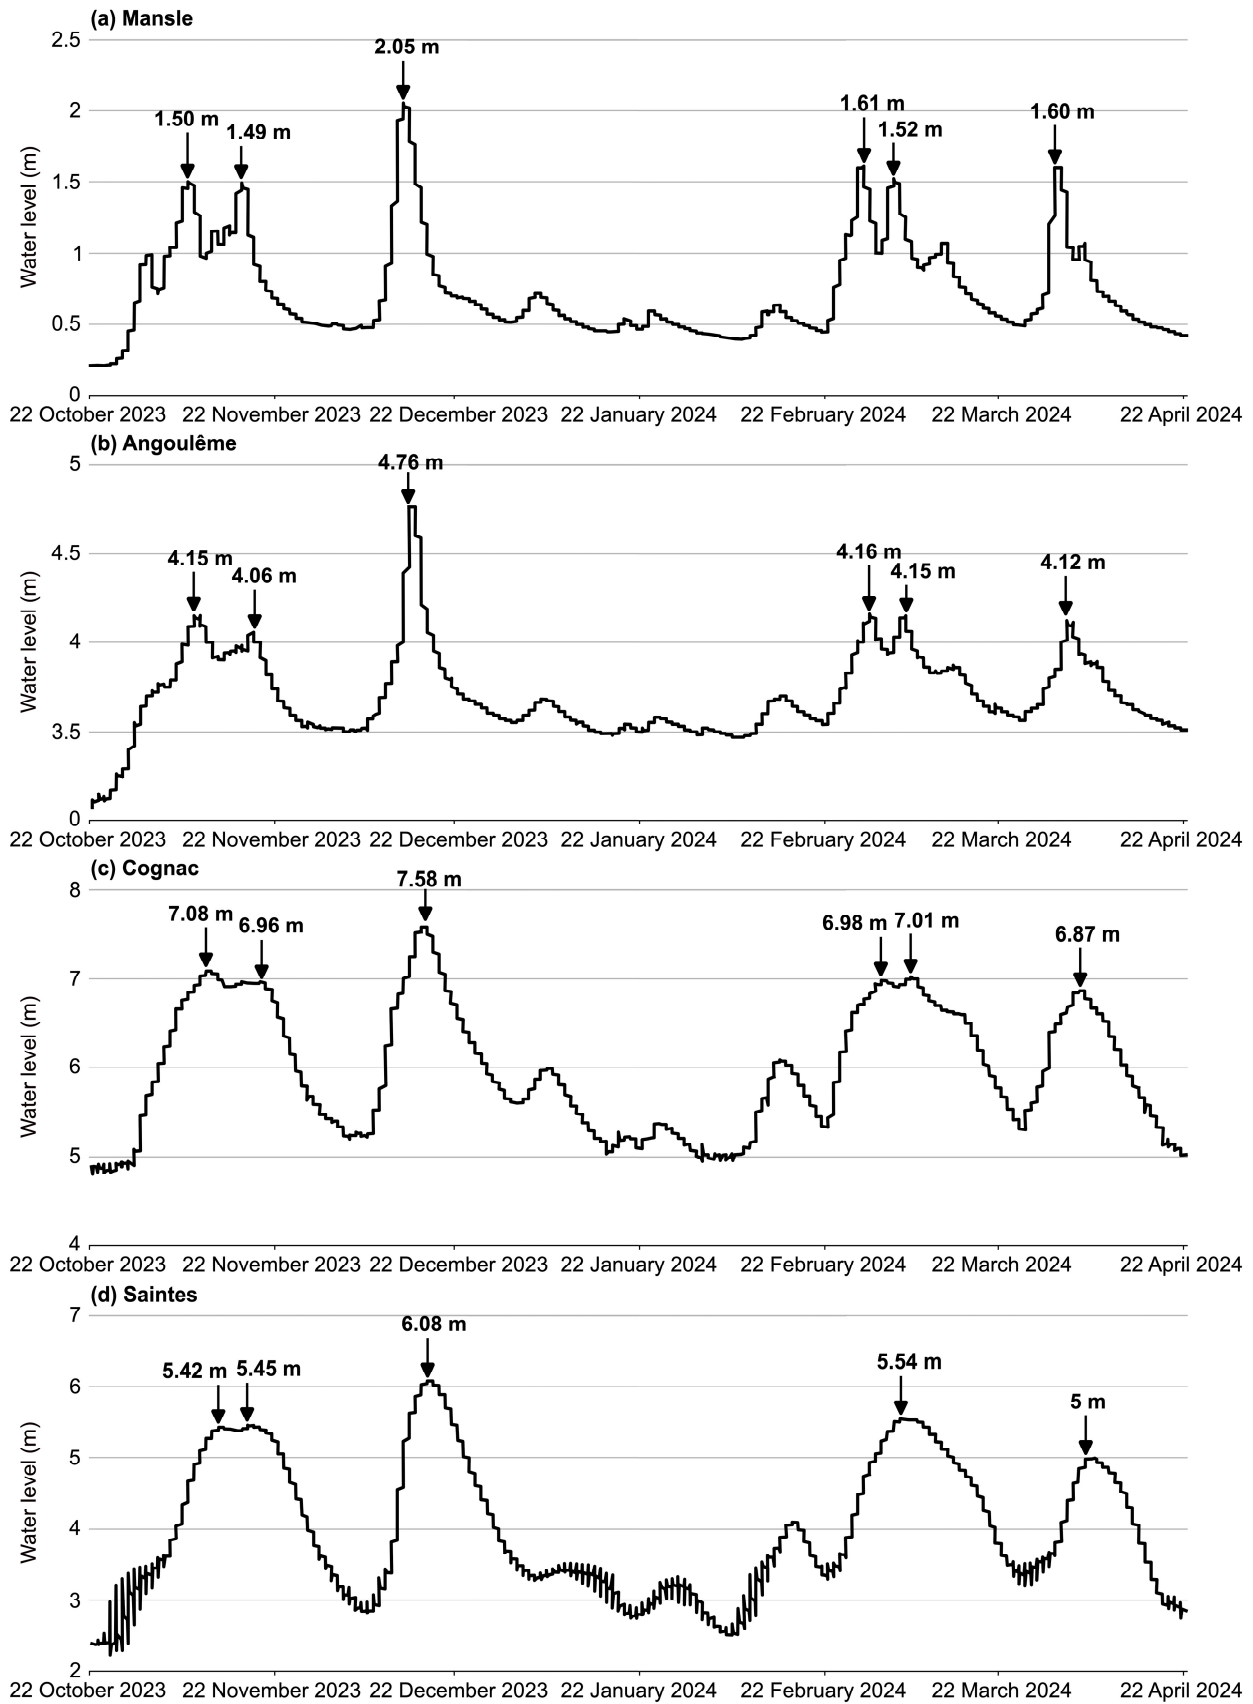 (a) Mansle
2.5
2.05 m
2
1.50 m
1.49 m
1.61 m
1.52 m
1.60 m
1.5
1
0.5
0
Water level (m)
22 October 2023 22 November 2023 22 December 2023 22 January 2024 22 February 2024 22 March 2024 22 April 2024
(b) Angoulême
5
4.76 m
4.5
4.15 m
4.06 m
4.16 m
4.15 m
4.12 m
4
3.5
0
Water level (m)
22 October 2023 22 November 2023 22 December 2023 22 January 2024 22 February 2024 22 March 2024 22 April 2024
(c) Cognac
8
7.58 m
7.08 m
6.96 m
6.98 m
7.01 m
6.87 m
7
6
5
4
Water level (m)
22 October 2023 22 November 2023 22 December 2023 22 January 2024 22 February 2024 22 March 2024 22 April 2024
(d) Saintes
7
6.08 m
5.42 m
5.45 m
5.54 m
5 m
6
5
4
3
2
Water level (m)
22 October 2023 22 November 2023 22 December 2023 22 January 2024 22 February 2024 22 March 2024 22 April 2024